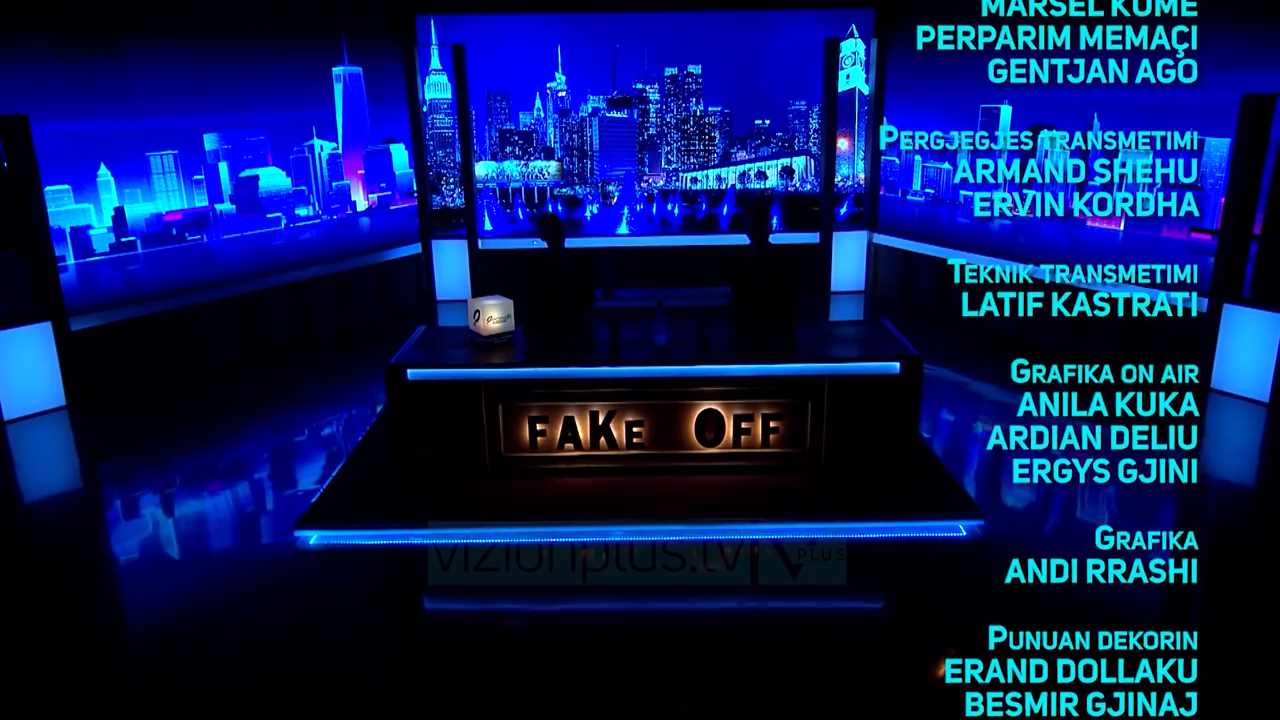 MARSEL KUME
PERPARIM MEMAÇI
GENTJAN AGO
PERGJEGJES TRANSMETIMI
ARMAND SHEHU
ERVIN KORDHA
TEKNIK TRANSMETIMI
LATIF KASTRATI
GRAFIKA ON AIR
ANILA KUKA
ARDIAN DELIU
ERGYS GJINI
GRAFIKA
ANDI RRASHI
PUNUAN DEKORIN
ERAND DOLLAKU
BESMIR GJINAJ
FAKE OFF
vizionplus.tv
PLUS